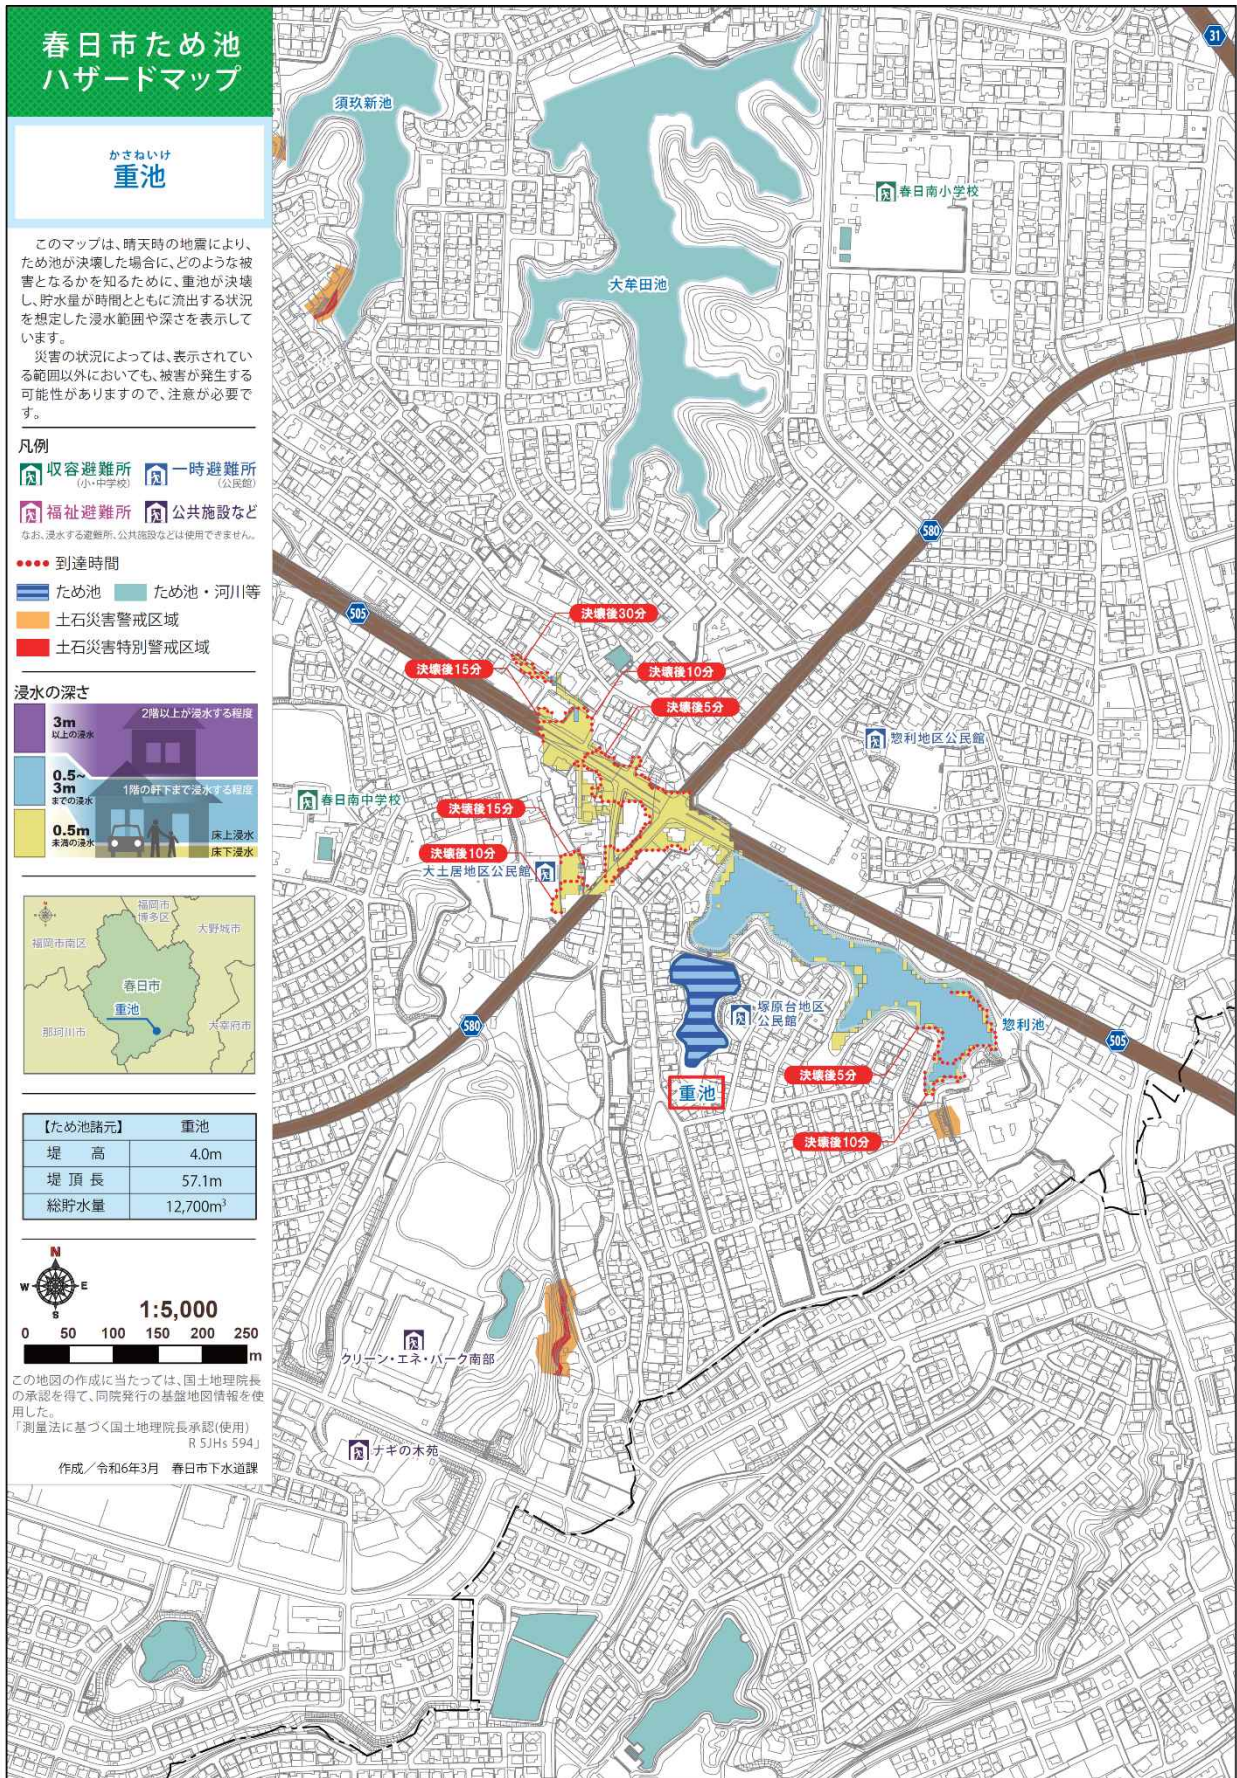 春日市ため池
ハザードマップ
かさねいけ
重池
このマップは、晴天時の地震により、
ため池が決壊した場合に、どのような被
害となるかを知るために、重池が決壊
し、貯水量が時間とともに流出する状況
を想定した浸水範囲や深さを表示して
います。
災害の状況によっては、表示されてい
る範囲以外においても、被害が発生する
可能性がありますので、注意が必要で
す。
凡例
収容避難所
(小・中学校)
一時避難所
(公民館)
福祉避難所
公共施設など
なお、浸水する避難所、公共施設などは使用できません。
到達時間
ため池
ため池・河川等
土石災害警戒区域
土石災害特別警戒区域
浸水の深さ
3m
以上の浸水
2階以上が浸水する程度
0.5~
3m
までの浸水
1階の軒下まで浸水する程度
0.5m
未満の浸水
床上浸水
床下浸水
福岡市
博多区
福岡市南区
大野城市
春日市
重池
那珂川市
太宰府市
【ため池諸元】 重池
堤 高 4.0m
堤頂長 57.1m
総貯水量 12,700m³
N
W
E
S
1:5,000
0 50 100 150 200 250
m
この地図の作成に当たっては、国土地理院長
の承認を得て、同院発行の基盤地図情報を使
用した。
「測量法に基づく国土地理院長承認(使用)
R 5JHs 594」
作成／令和6年3月 春日市下水道課
31
須玖新池
春日南小学校
大牟田池
580
505
決壊後30分
決壊後15分
決壊後10分
決壊後5分
惣利地区公民館
春日南中学校
決壊後15分
決壊後10分
大土居地区公民館
塚原台地区
公民館
惣利池
580
505
決壊後5分
重池
決壊後10分
クリーン・エネ・パーク南部
ナギの木苑